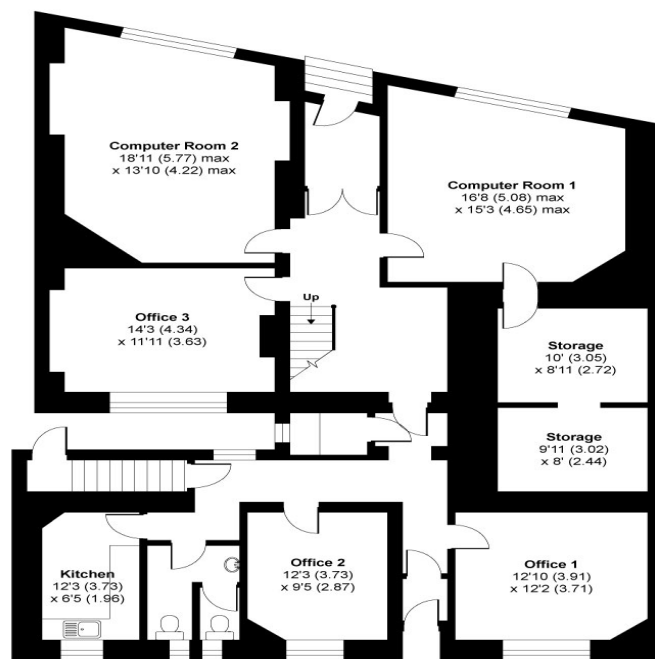 Computer Room 2
18'11 (5.77) max
x 13'10 (4.22) max
Computer Room 1
16'8 (5.08) max
x 15'3 (4.65) max
Office 3
14'3 (4.34)
x 11'11 (3.63)
Up
Storage
10' (3.05)
x 8'11 (2.72)
Storage
9'11 (3.02)
x 8' (2.44)
Kitchen
12'3 (3.73)
x 6'5 (1.96)
Office 2
12'3 (3.73)
x 9'5 (2.87)
Office 1
12'10 (3.91)
x 12'2 (3.71)